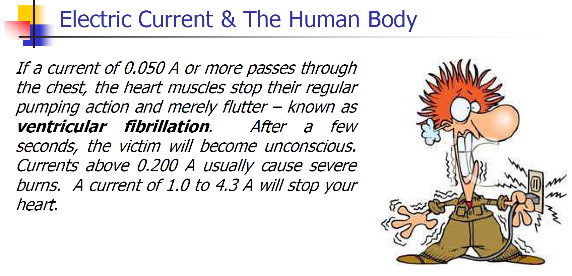 Electric Current & The Human Body
If a current of 0.050 A or more passes through
the chest, the heart muscles stop their regular
pumping action and merely flutter – known as
ventricular fibrillation. After a few
seconds, the victim will become unconscious.
Currents above 0.200 A usually cause severe
burns. A current of 1.0 to 4.3 A will stop your
heart.